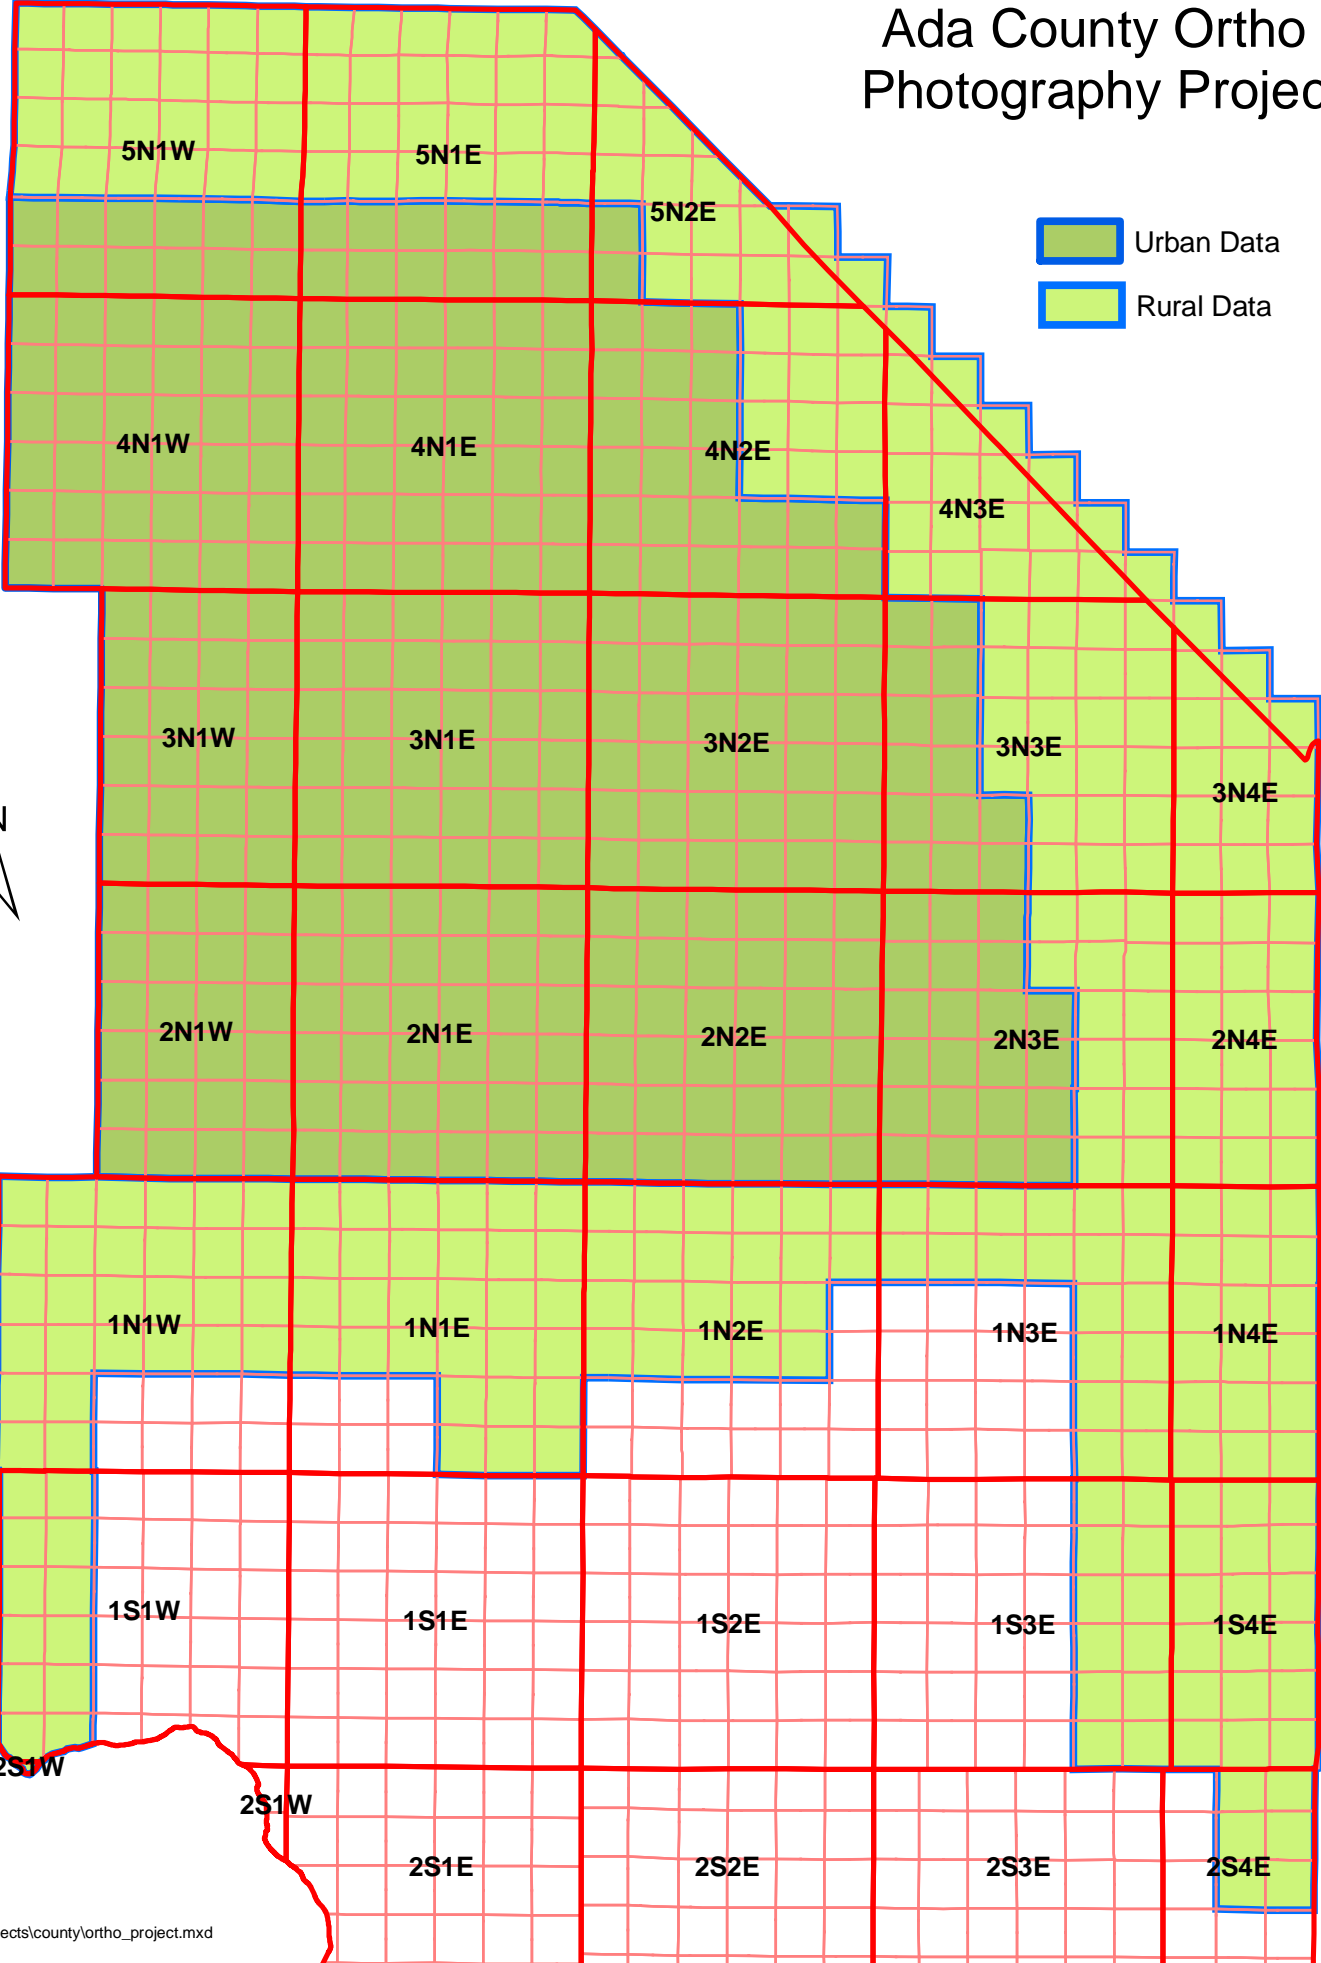 Ada County Ortho
Photography Projec
5N1W
5N1E
5N2E
Urban Data
Rural Data
4N1W
4N1E
4N2E
4N3E
3N1W
3N1E
3N2E
3N3E
3N4E
N
2N1W
2N1E
2N2E
2N3E
2N4E
1N1W
1N1E
1N2E
1N3E
1N4E
1S1W
1S1E
1S2E
1S3E
1S4E
2S1W
2S1W
2S1E
2S2E
2S3E
2S4E
ects\county\ortho_project.mxd